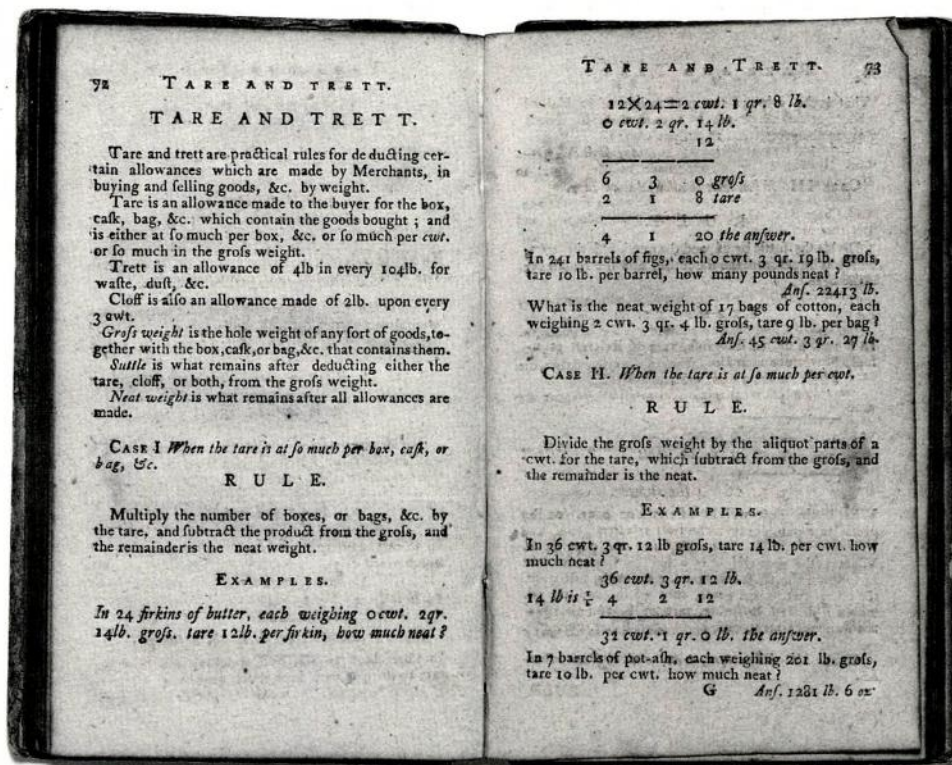 72 TARE AND TRETT.
TARE AND TRETT.
Tare and trett are practical rules for deducting cer-
tain allowances which are made by Merchants, in
buying and ſelling goods, &c. by weight.
Tare is an allowance made to the buyer for the box,
caſk, bag, &c. which contain the goods bought ; and
is either at ſo much per box, &c. or ſo much per cwt.
or ſo much in the groſs weight.
Trett is an allowance of 4lb in every 104lb. for
waſte, duſt, &c.
Cloff is alſo an allowance made of 2lb. upon every
3 cwt.
Groſs weight is the hole weight of any ſort of goods, to-
gether with the box, caſk, or bag, &c. that contains them.
Suttle is what remains after deducting either the
tare, cloff, or both, from the groſs weight.
Neat weight is what remains after all allowances are
made.
CASE I When the tare is at ſo much per box, caſk, or
bag, &c.
RULE.
Multiply the number of boxes, or bags, &c. by
the tare, and ſubtract the product from the groſs, and
the remainder is the neat weight.
EXAMPLES.
In 24 firkins of butter, each weighing 0cwt. 2qr.
14lb. groſs. tare 12lb. per firkin, how much neat ?
TARE AND TRETT. 73
12×24=2 cwt. 1 qr. 8 lb.
0 cwt. 2 qr. 14 lb.
12
6 3 0 groſs
2 1 8 tare
4 1 20 the anſwer.
In 241 barrels of figs, each 0 cwt. 3 qr. 19 lb. groſs,
tare 10 lb. per barrel, how many pounds neat ?
Anſ. 22413 lb.
What is the neat weight of 17 bags of cotton, each
weighing 2 cwt. 3 qr. 4 lb. groſs, tare 9 lb. per bag ?
Anſ. 45 cwt. 3 qr. 27 lb.
CASE II. When the tare is at ſo much per cwt.
RULE.
Divide the groſs weight by the aliquot parts of a
cwt. for the tare, which ſubtract from the groſs, and
the remainder is the neat.
EXAMPLES.
In 36 cwt. 3 qr. 12 lb groſs, tare 14 lb. per cwt. how
much neat ?
36 cwt. 3 qr. 12 lb.
14 lb is 4 2 12
32 cwt. 1 qr. 0 lb. the anſwer.
In 7 barrels of pot-aſh, each weighing 201 lb. groſs,
tare 10 lb. per cwt. how much neat ?
G Anſ. 1281 lb. 6 oz